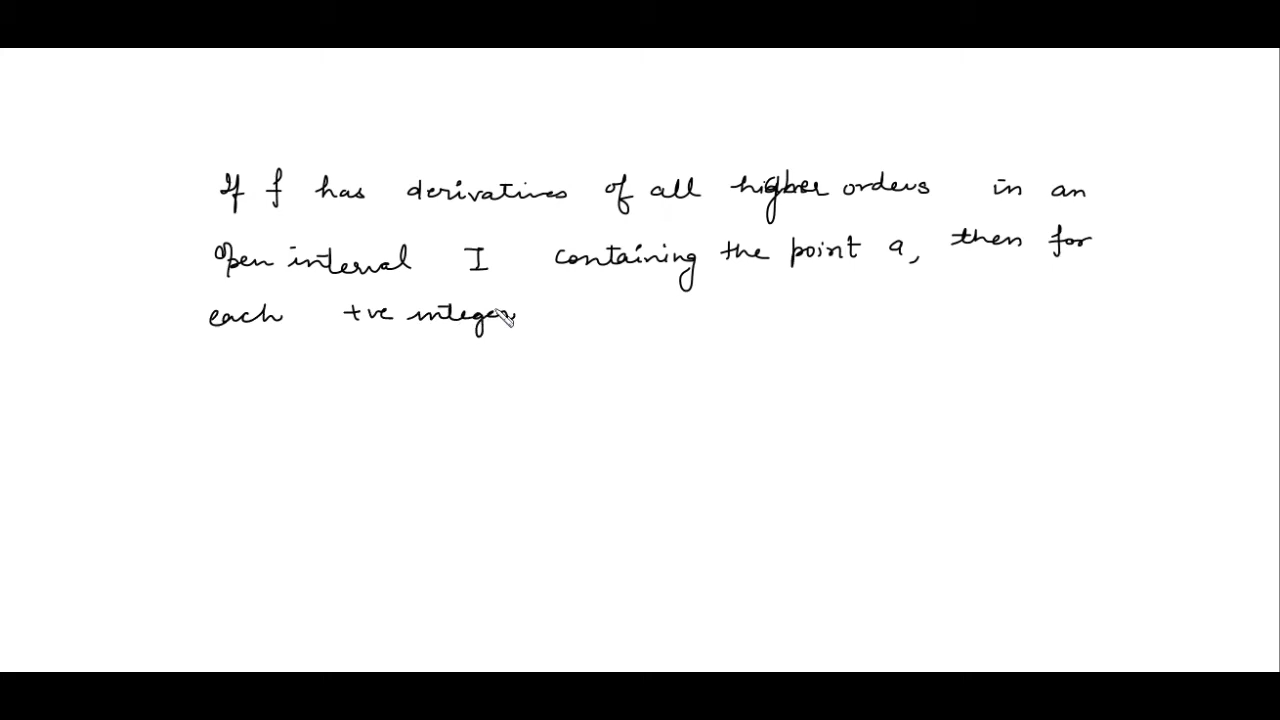 If f has derivatives of all higher orders in an
open interval I containing the point a, then for
each +ve integer